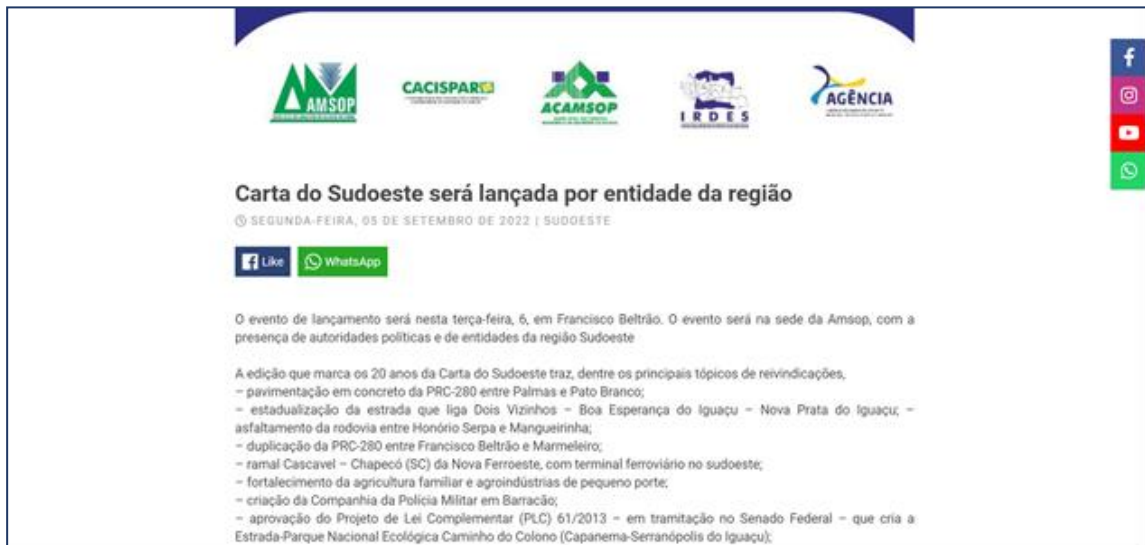 AMSOP
CACISPAR
ACAMSOP
IRDES
AGÊNCIA
Carta do Sudoeste será lançada por entidade da região
SEGUNDA-FEIRA, 05 DE SETEMBRO DE 2022 | SUDOESTE
Like WhatsApp
O evento de lançamento será nesta terça-feira, 6, em Francisco Beltrão. O evento será na sede da Amsop, com a
presença de autoridades políticas e de entidades da região Sudoeste
A edição que marca os 20 anos da Carta do Sudoeste traz, dentre os principais tópicos de reivindicações,
– pavimentação em concreto da PRC-280 entre Palmas e Pato Branco;
– estadualização da estrada que liga Dois Vizinhos – Boa Esperança do Iguaçu – Nova Prata do Iguaçu; –
asfaltamento da rodovia entre Honório Serpa e Mangueirinha;
– duplicação da PRC-280 entre Francisco Beltrão e Marmeleiro;
– ramal Cascavel – Chapecó (SC) da Nova Ferroeste, com terminal ferroviário no sudoeste;
– fortalecimento da agricultura familiar e agroindústrias de pequeno porte;
– criação da Companhia da Polícia Militar em Barracão;
– aprovação do Projeto de Lei Complementar (PLC) 61/2013 – em tramitação no Senado Federal – que cria a
Estrada-Parque Nacional Ecológica Caminho do Colono (Capanema-Serranópolis do Iguaçu);